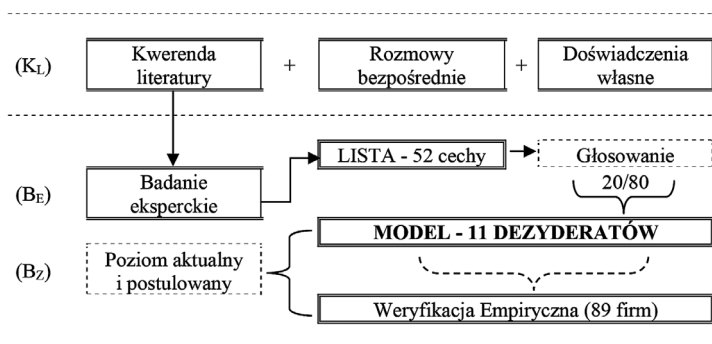 (KL) Kwerenda literatury + Rozmowy bezpośrednie + Doświadczenia własne
(BE) Badanie eksperckie
LISTA - 52 cechy
Głosowanie
20/80
MODEL - 11 DEZYDERATÓW
(BZ) Poziom aktualny i postulowany
Weryfikacja Empiryczna (89 firm)